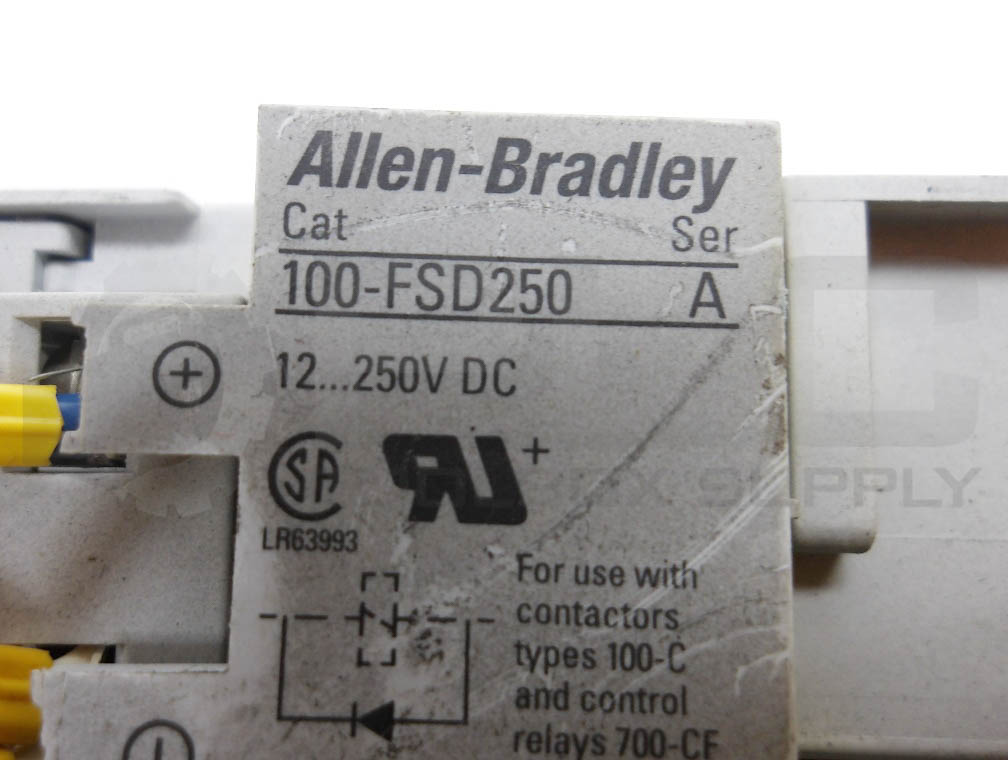 Allen-Bradley
Cat Ser
100-FSD250 A
12...250V DC
SA
LR63993
For use with
contactors
types 100-C
and control
relays 700-CF
SUPPLY